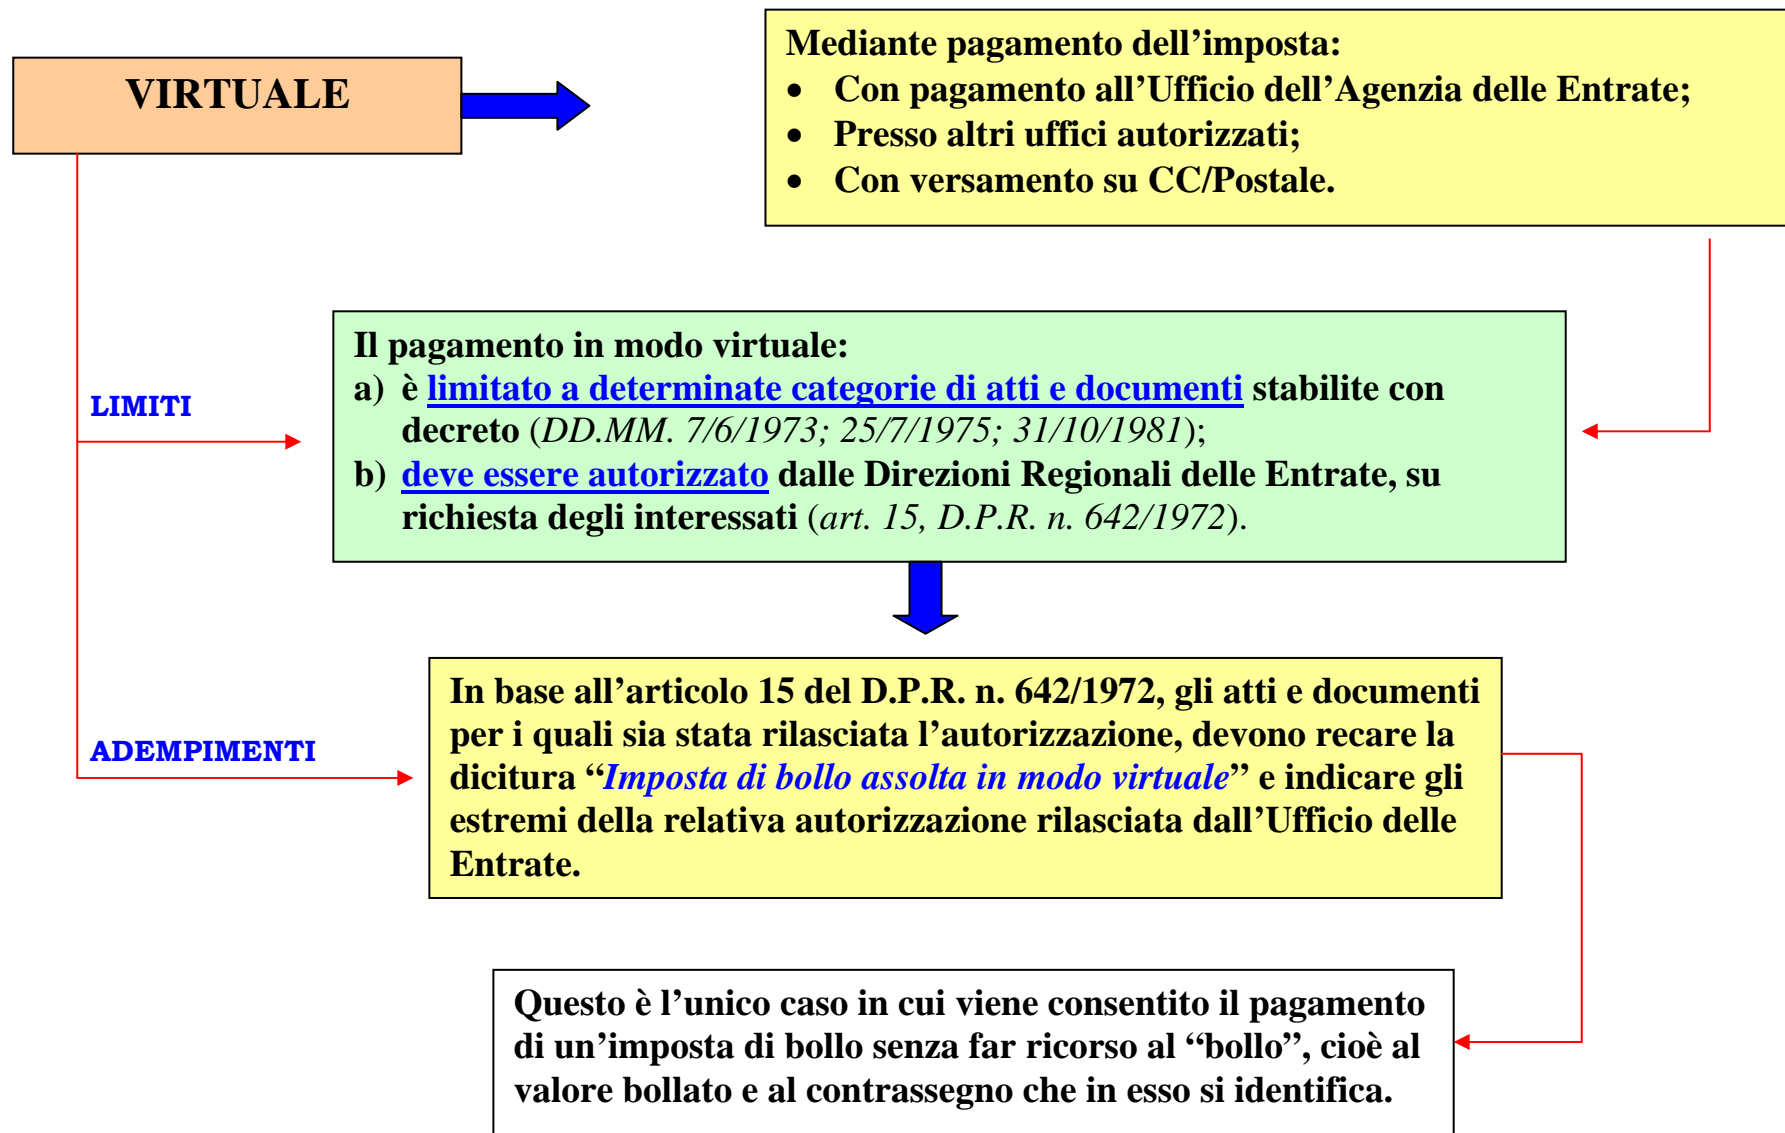 VIRTUALE
Mediante pagamento dell’imposta:
• Con pagamento all’Ufficio dell’Agenzia delle Entrate;
• Presso altri uffici autorizzati;
• Con versamento su CC/Postale.
LIMITI
Il pagamento in modo virtuale:
a) è limitato a determinate categorie di atti e documenti stabilite con
decreto (DD.MM. 7/6/1973; 25/7/1975; 31/10/1981);
b) deve essere autorizzato dalle Direzioni Regionali delle Entrate, su
richiesta degli interessati (art. 15, D.P.R. n. 642/1972).
ADEMPIMENTI
In base all’articolo 15 del D.P.R. n. 642/1972, gli atti e documenti
per i quali sia stata rilasciata l’autorizzazione, devono recare la
dicitura “Imposta di bollo assolta in modo virtuale” e indicare gli
estremi della relativa autorizzazione rilasciata dall’Ufficio delle
Entrate.
Questo è l’unico caso in cui viene consentito il pagamento
di un’imposta di bollo senza far ricorso al “bollo”, cioè al
valore bollato e al contrassegno che in esso si identifica.